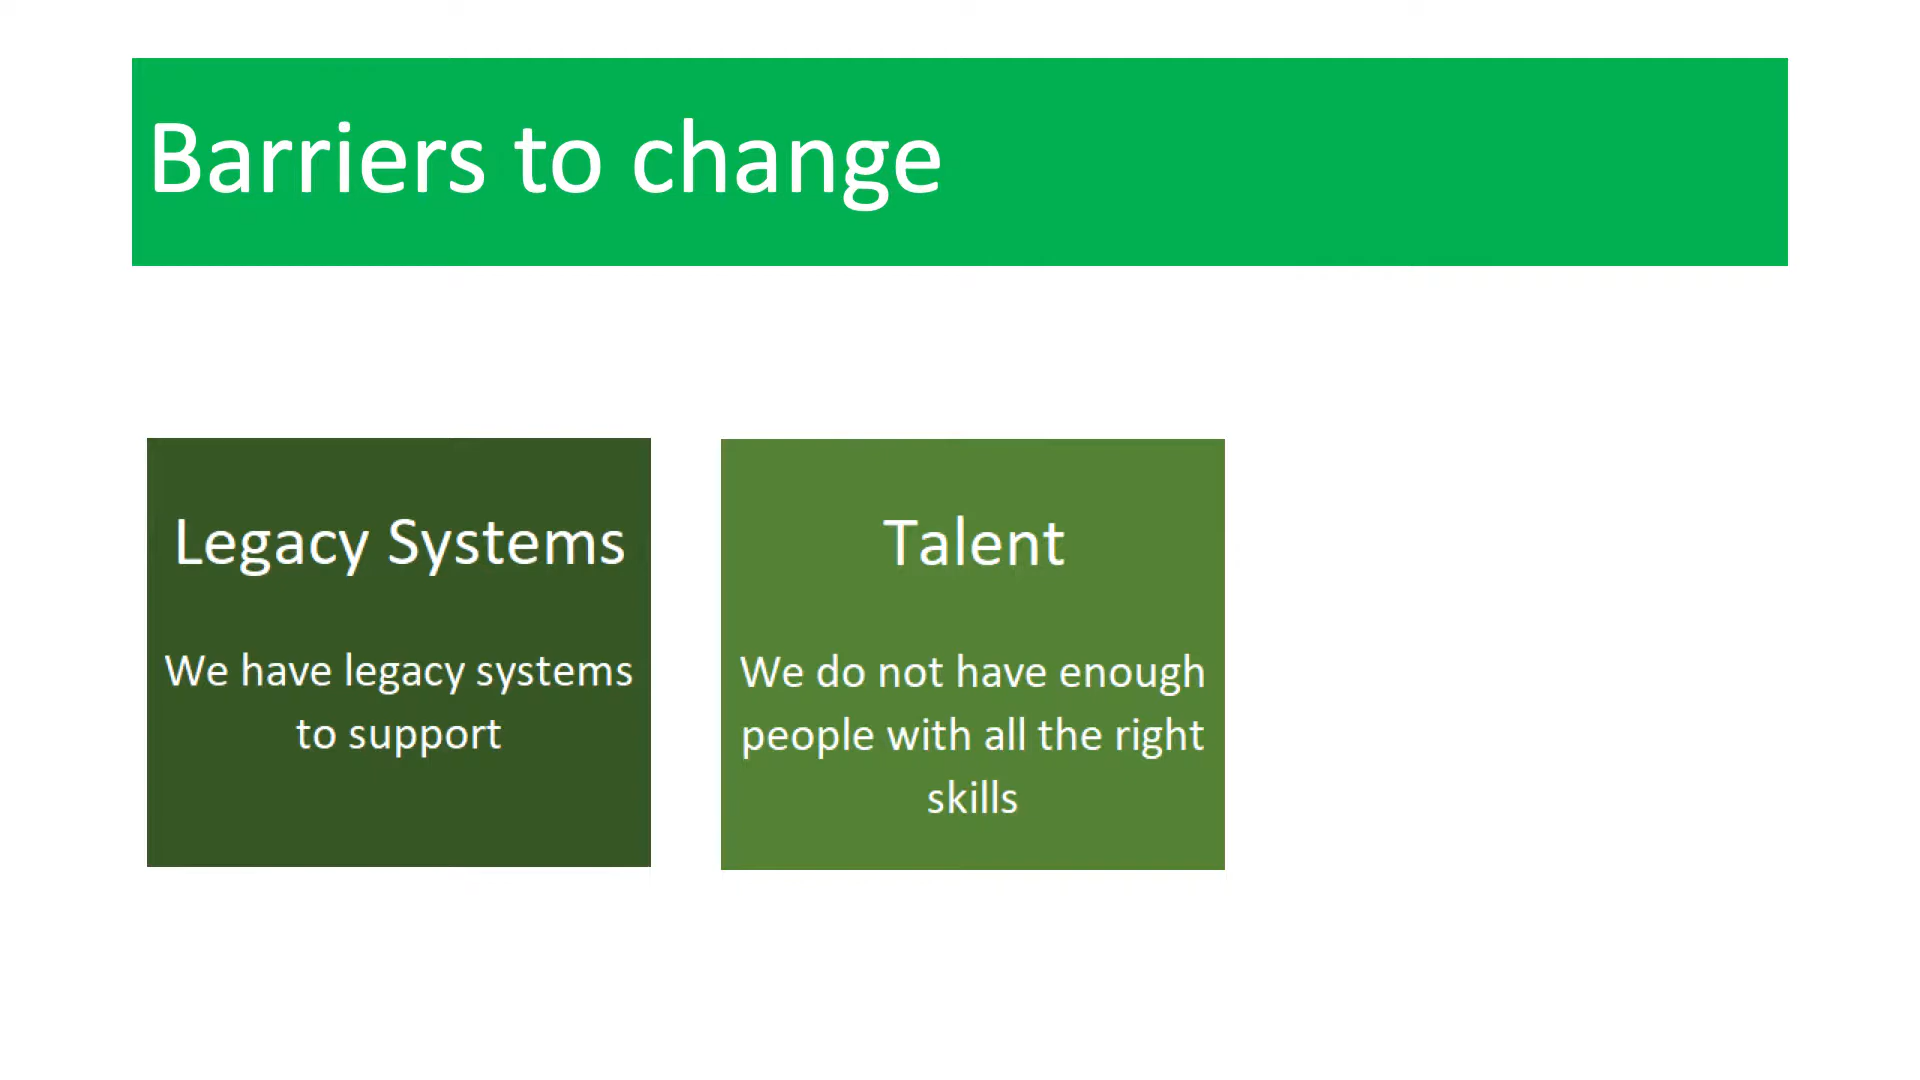 Barriers to change
Legacy Systems
We have legacy systems
to support
Talent
We do not have enough
people with all the right
skills